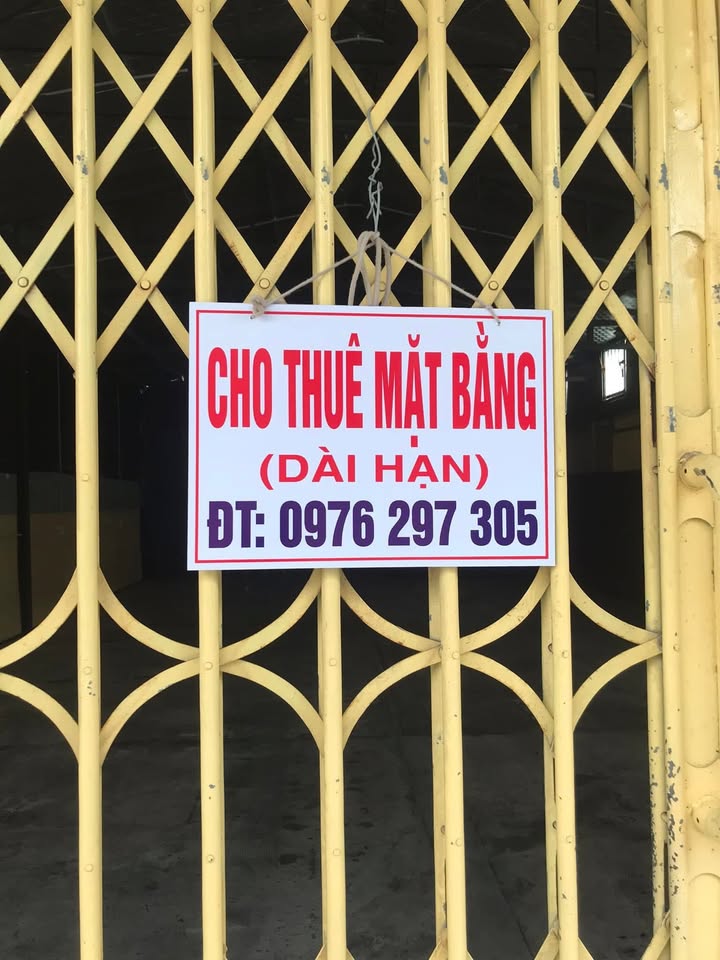 CHO THUÊ MẶT BẰNG
(DÀI HẠN)
ĐT: 0976 297 305